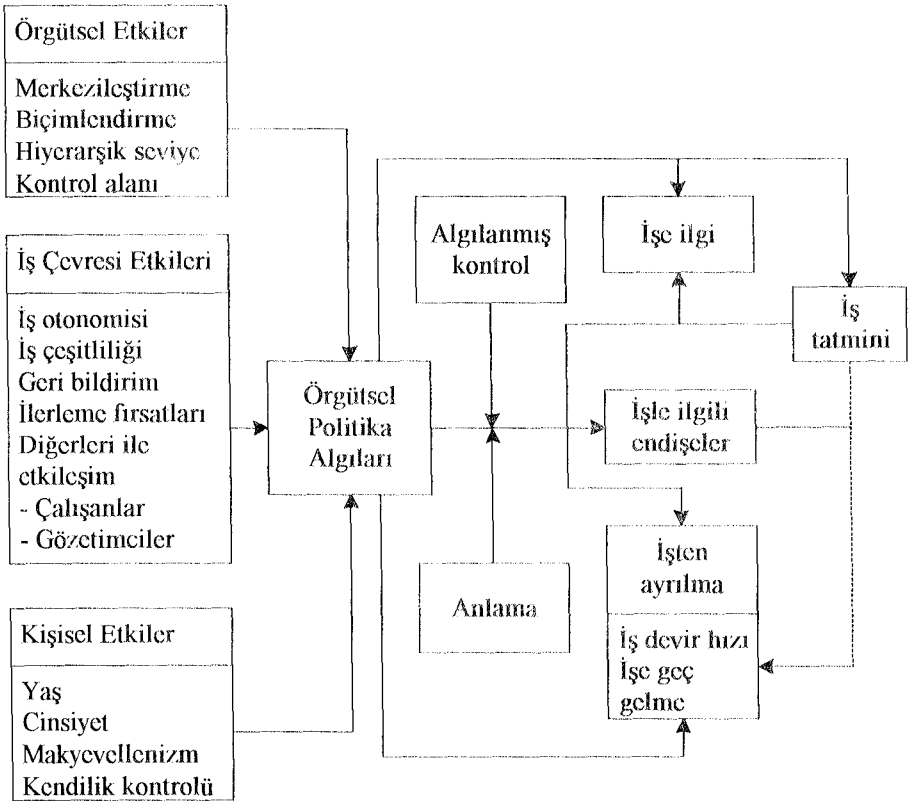 Örgütsel Etkiler
Merkezileştirme
Biçimlendirme
Hiyerarşik seviye
Kontrol alanı
İş Çevresi Etkileri
İş otonomisi
İş çeşitliliği
Geri bildirim
İlerleme fırsatları
Diğerleri ile
etkileşim
- Çalışanlar
- Gözetimciler
Kişisel Etkiler
Yaş
Cinsiyet
Makyevellenizm
Kendilik kontrolü
Örgütsel
Politika
Algıları
Algılanmış
kontrol
Anlama
İşe ilgi
İş
tatmini
İşle ilgili
endişeler
İşten
ayrılma
İş devir hızı
İşe geç
gelme